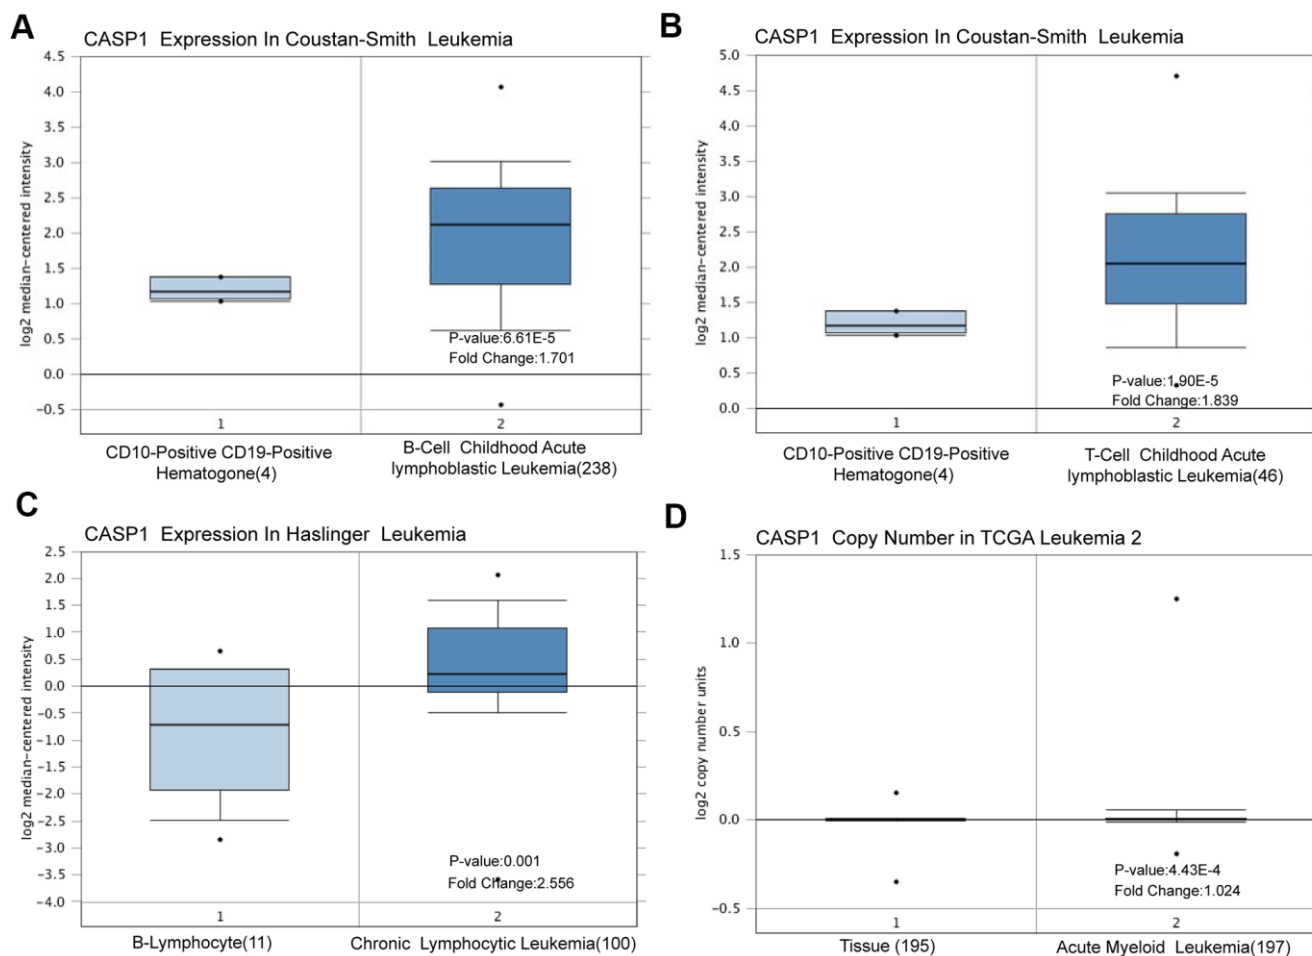 A
CASP1 Expression In Coustan-Smith Leukemia
4.5
4.0
3.5
3.0
2.5
2.0
1.5
1.0
0.5
0.0
−0.5
log2 median-centered intensity
P-value:6.61E-5
Fold Change:1.701
1
2
CD10-Positive CD19-Positive
Hematogone(4)
B-Cell Childhood Acute
lymphoblastic Leukemia(238)
B
CASP1 Expression In Coustan-Smith Leukemia
5.0
4.5
4.0
3.5
3.0
2.5
2.0
1.5
1.0
0.5
0.0
log2 median-centered intensity
P-value:1.90E-5
Fold Change:1.839
1
2
CD10-Positive CD19-Positive
Hematogone(4)
T-Cell Childhood Acute
lymphoblastic Leukemia(46)
C
CASP1 Expression In Haslinger Leukemia
2.5
2.0
1.5
1.0
0.5
0.0
−0.5
−1.0
−1.5
−2.0
−2.5
−3.0
−3.5
−4.0
log2 median-centered intensity
P-value:0.001
Fold Change:2.556
1
2
B-Lymphocyte(11)
Chronic Lymphocytic Leukemia(100)
D
CASP1 Copy Number in TCGA Leukemia 2
1.5
1.0
0.5
0.0
−0.5
log2 copy number units
P-value:4.43E-4
Fold Change:1.024
1
2
Tissue (195)
Acute Myeloid Leukemia(197)